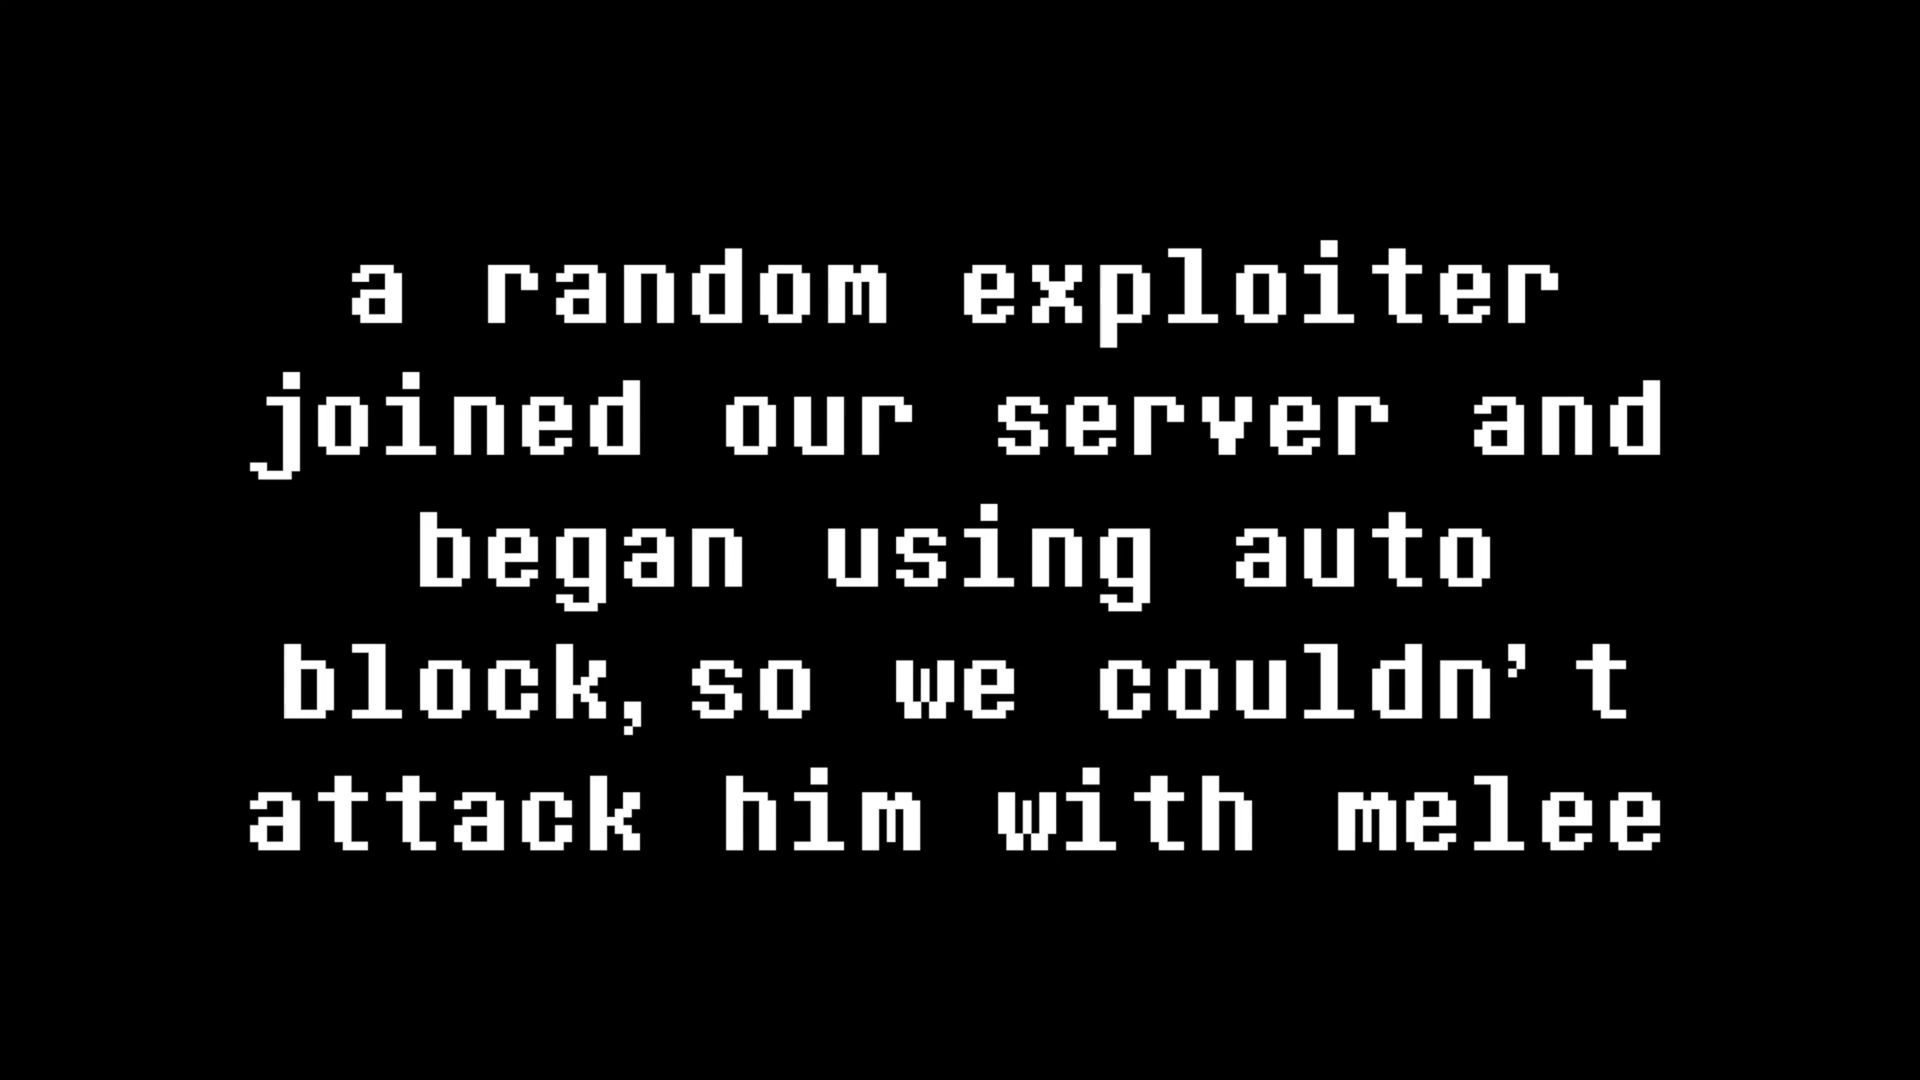 a random exploiter
joined our server and
began using auto
block, so we couldn't
attack him with melee